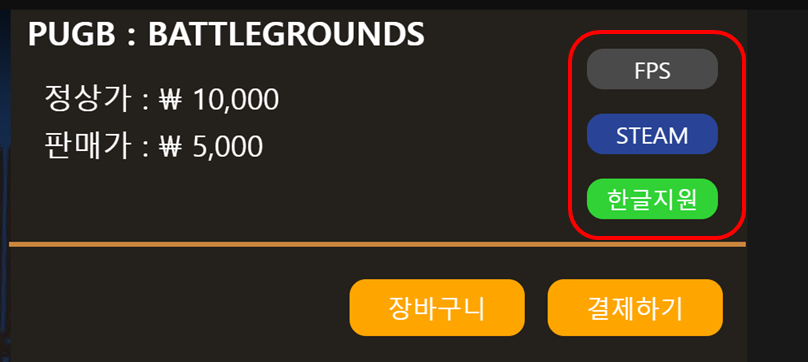 PUGB : BATTLEGROUNDS
정상가 : ₩ 10,000
판매가 : ₩ 5,000
FPS
STEAM
한글지원
장바구니
결제하기